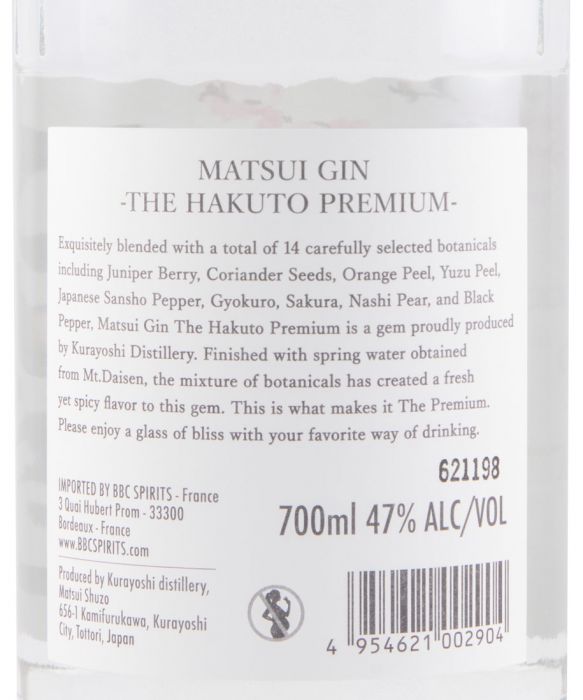 MATSUI GIN
-THE HAKUTO PREMIUM-
Exquisitely blended with a total of 14 carefully selected botanicals
including Juniper Berry, Coriander Seeds, Orange Peel, Yuzu Peel,
Japanese Sansho Pepper, Gyokuro, Sakura, Nashi Pear, and Black
Pepper, Matsui Gin The Hakuto Premium is a gem proudly produced
by Kurayoshi Distillery. Finished with spring water obtained
from Mt.Daisen, the mixture of botanicals has created a fresh
yet spicy flavor to this gem. This is what makes it The Premium.
Please enjoy a glass of bliss with your favorite way of drinking.
621198
IMPORTED BY BBC SPIRITS - France
3 Quai Hubert Prom - 33300
Bordeaux - France
www.BBCSPIRITS.com
700ml 47% ALC/VOL
Produced by Kurayoshi distillery,
Matsui Shuzo
656-1 Kamifurukawa, Kurayoshi
City, Tottori, Japan
4 954621 002904